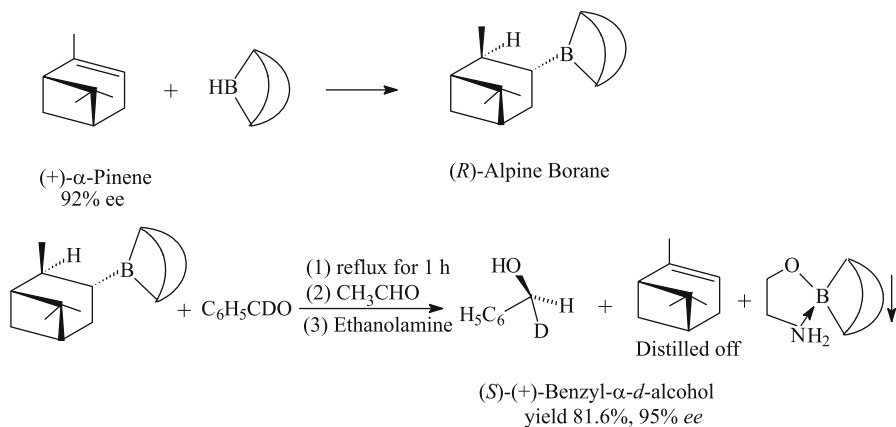 H
B
+
HB
(+)-α-Pinene
92% ee
(R)-Alpine Borane
H
B
+
C6H5CDO
(1) reflux for 1 h
(2) CH3CHO
(3) Ethanolamine
HO
H
H5C6
D
+
+
O
B
NH2
Distilled off
(S)-(+)-Benzyl-α-d-alcohol
yield 81.6%, 95% ee